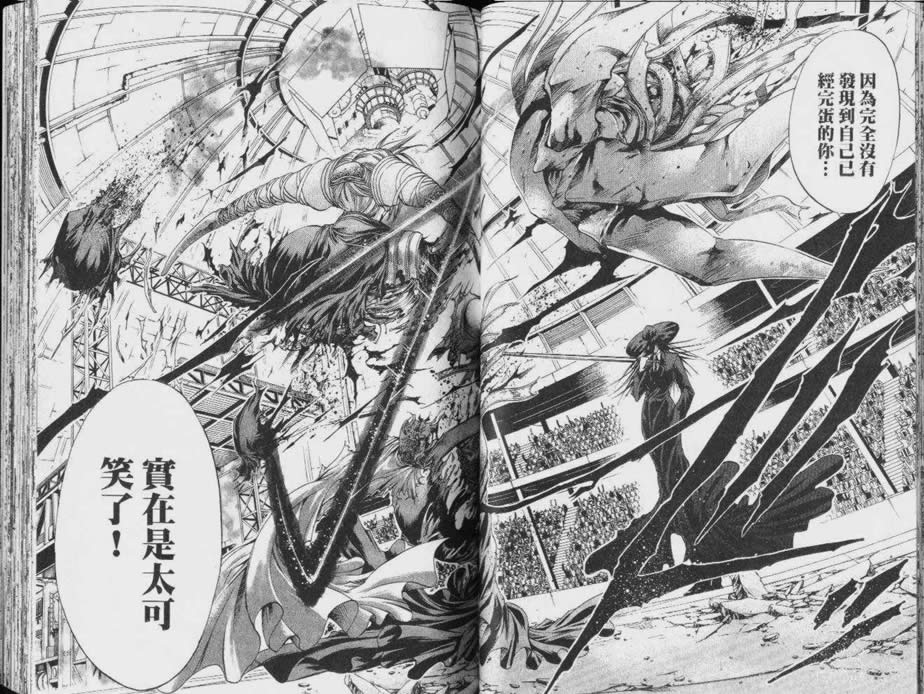 因為完全沒有
發現到自己已
經完蛋的你…
實在是太可
笑了！